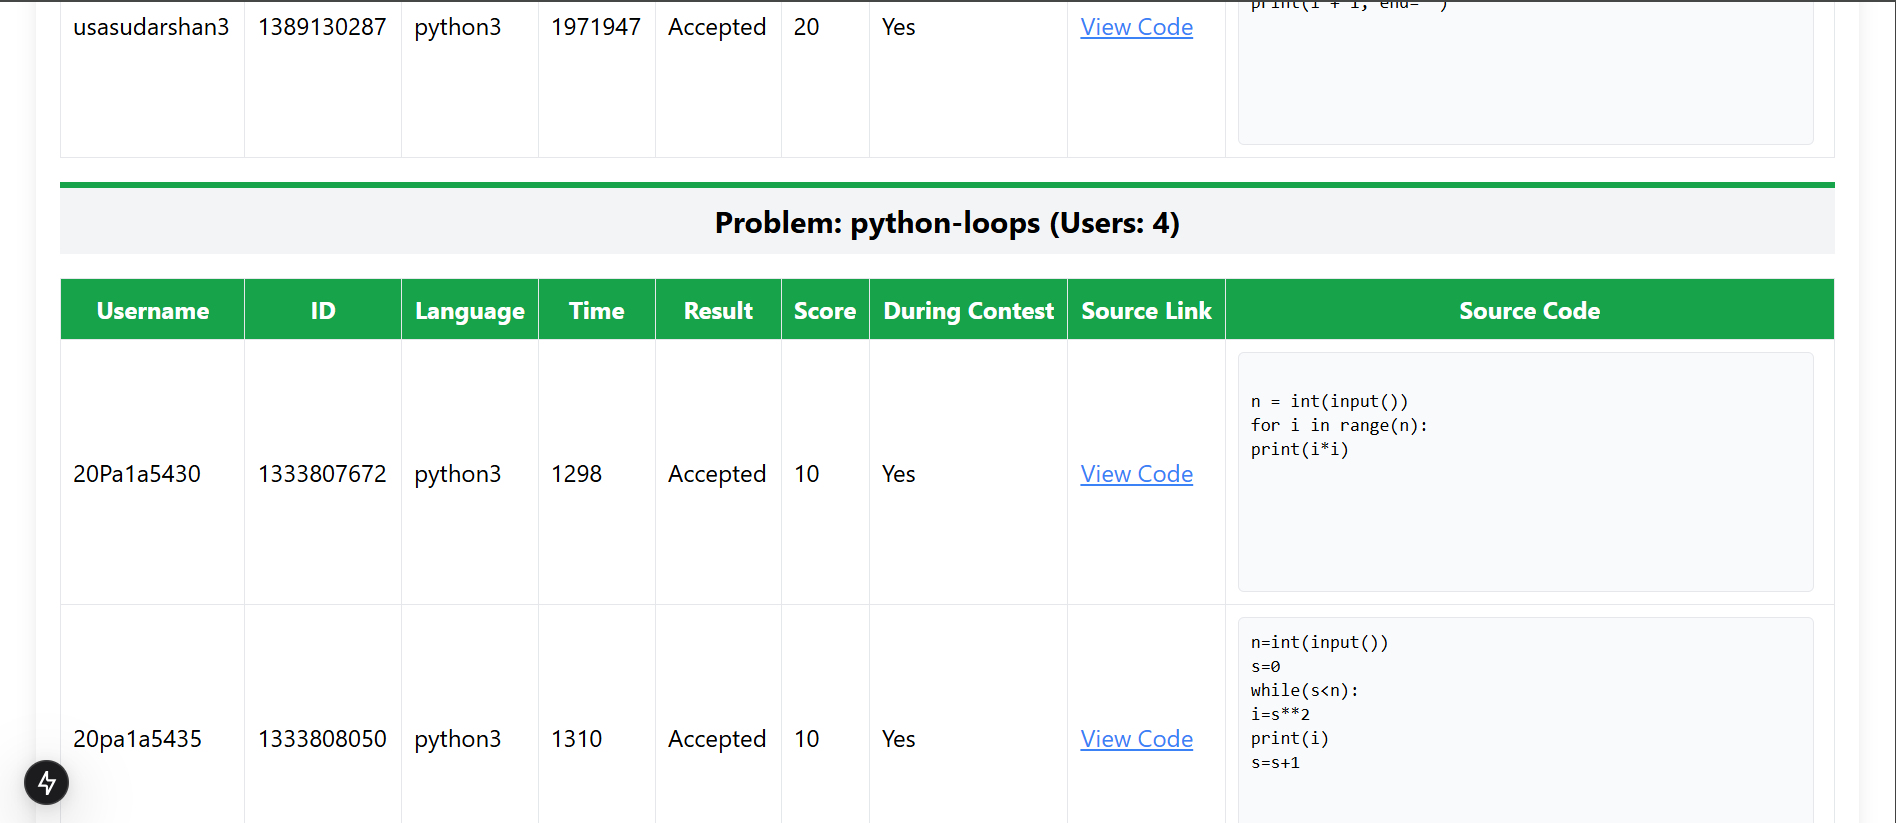 print(i + 1, end=
usasudarshan3 1389130287 python3 1971947 Accepted 20 Yes View Code
Problem: python-loops (Users: 4)
Username ID Language Time Result Score During Contest Source Link Source Code
20Pa1a5430 1333807672 python3 1298 Accepted 10 Yes View Code
n = int(input())
for i in range(n):
print(i*i)
20pa1a5435 1333808050 python3 1310 Accepted 10 Yes View Code
n=int(input())
s=0
while(s<n):
i=s**2
print(i)
s=s+1